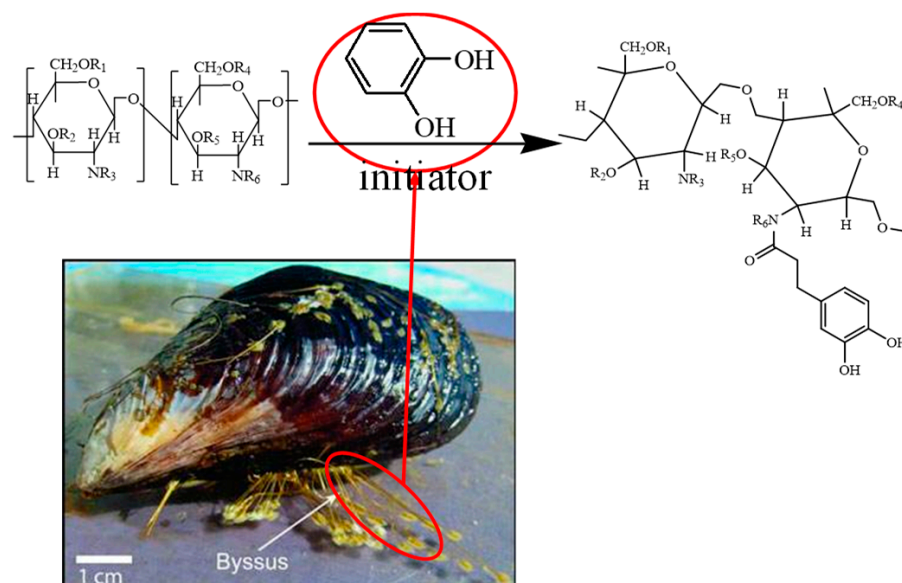 CH₂OR₁
O
H
OR₂
H
H
H
NR₃
O
CH₂OR₄
O
H
OR₅
H
H
H
NR₆
O
OH
OH
initiator
CH₂OR₁
O
H
H
R₂O
H
NR₃
O
H
CH₂OR₄
O
R₅O
H
R₆N
H
H
O
O
OH
OH
Byssus
1 cm